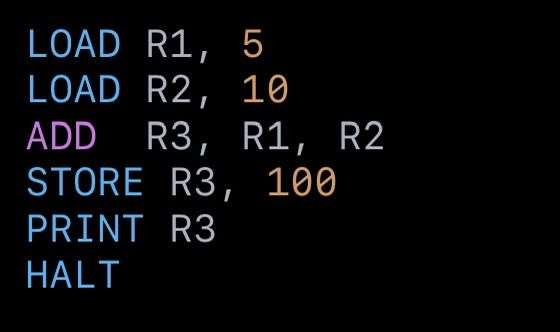 LOAD R1, 5
LOAD R2, 10
ADD  R3, R1, R2
STORE R3, 100
PRINT R3
HALT